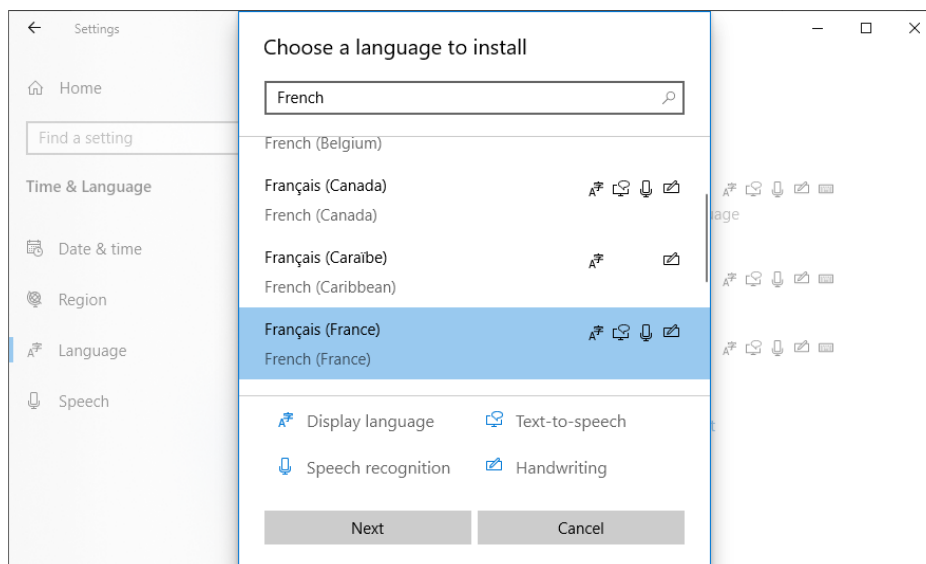 Settings
Home
Find a setting
Time & Language
Date & time
Region
Language
Speech
Choose a language to install
French
French (Belgium)
Français (Canada)
French (Canada)
Français (Caraïbe)
French (Caribbean)
Français (France)
French (France)
Display language
Text-to-speech
Speech recognition
Handwriting
Next
Cancel